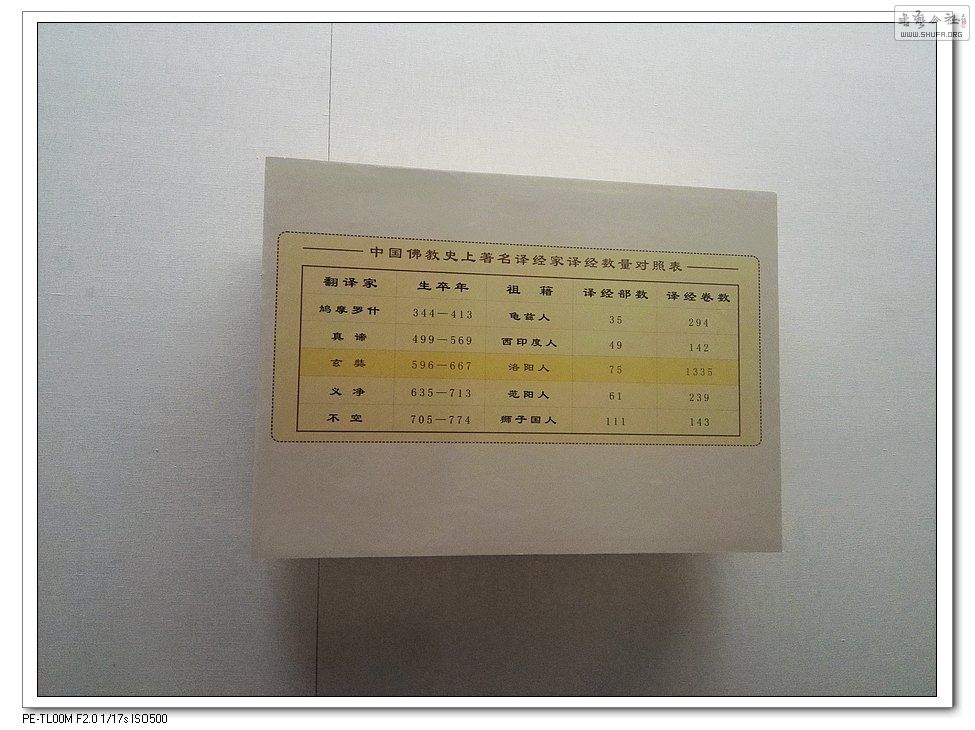 WWW.SHUFA.ORG
中国佛教史上著名译经家译经数量对照表
翻译家 生卒年 祖籍 译经部数 译经卷数
鸠摩罗什 344—413 龟兹人 35 294
真谛 499—569 西印度人 49 142
玄奘 596—667 洛阳人 75 1335
义净 635—713 范阳人 61 239
不空 705—774 狮子国人 111 143
PE-TL00M F2.0 1/17s ISO500